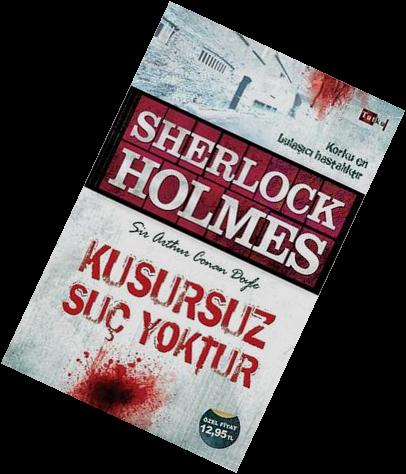 tutku
Korku en
bulaşıcı hastalıktır
SHERLOCK
HOLMES
Sir Arthur Conan Doyle
KUSURSUZ
SUÇ YOKTUR
ÖZEL FİYAT
12,95 TL